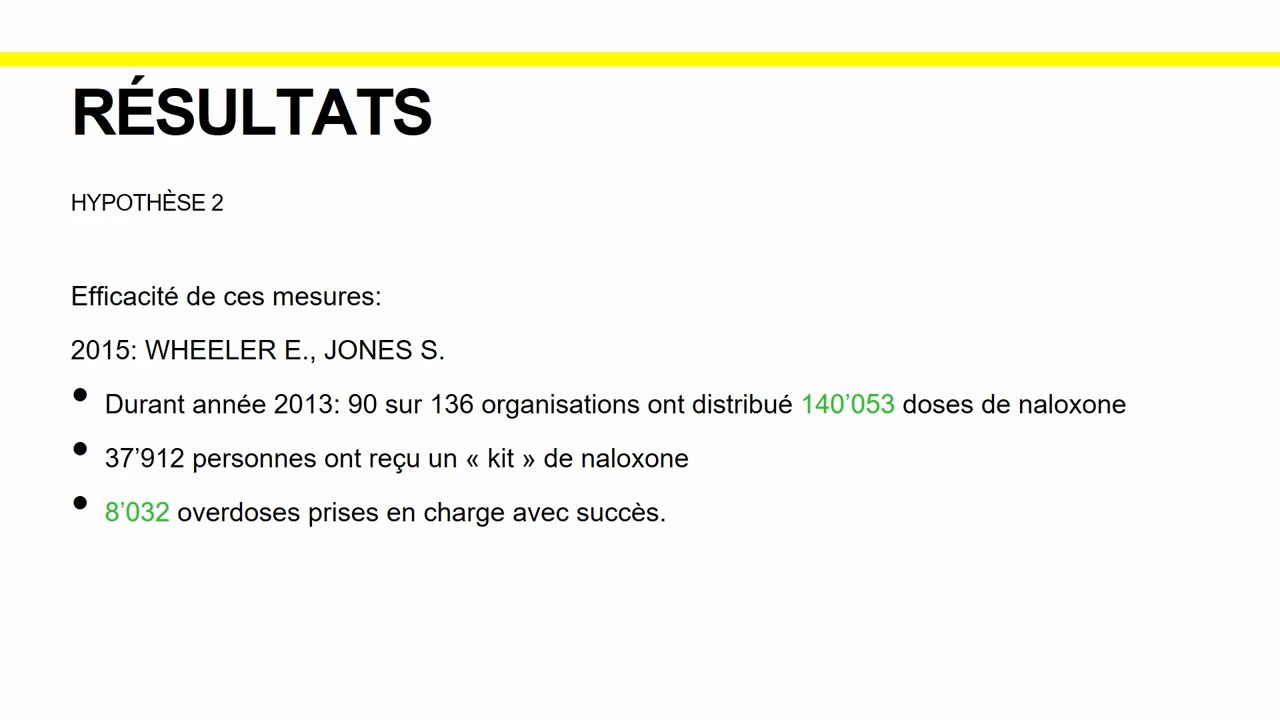 RÉSULTATS
HYPOTHÈSE 2
Efficacité de ces mesures:
2015: WHEELER E., JONES S.
• Durant année 2013: 90 sur 136 organisations ont distribué 140’053 doses de naloxone
• 37’912 personnes ont reçu un « kit » de naloxone
• 8’032 overdoses prises en charge avec succès.